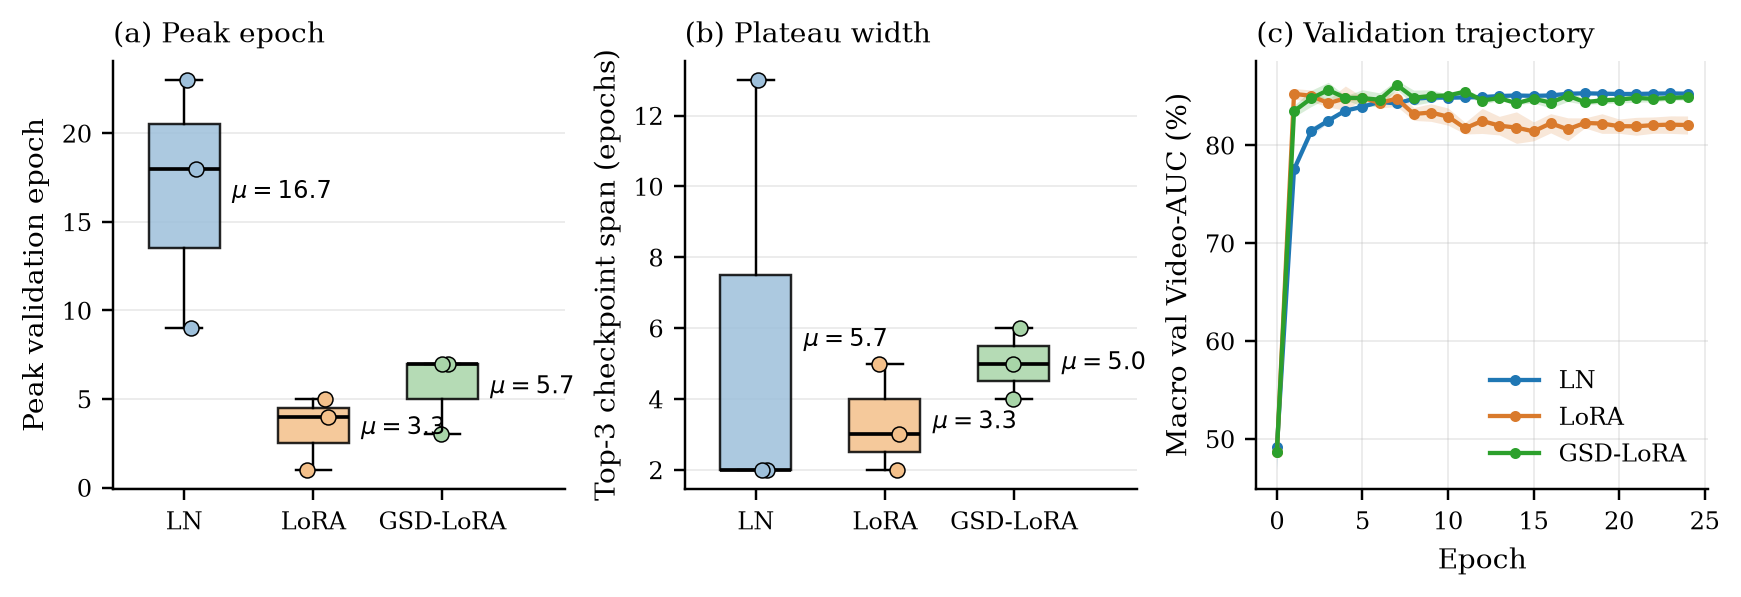 (a) Peak epoch
Peak validation epoch
20
15
10
5
0
μ = 16.7
μ = 3.3
μ = 5.7
LN
LoRA
GSD-LoRA
(b) Plateau width
Top-3 checkpoint span (epochs)
12
10
8
6
4
2
μ = 5.7
μ = 3.3
μ = 5.0
LN
LoRA
GSD-LoRA
(c) Validation trajectory
Macro val Video-AUC (%)
80
70
60
50
LN
LoRA
GSD-LoRA
0
5
10
15
20
25
Epoch